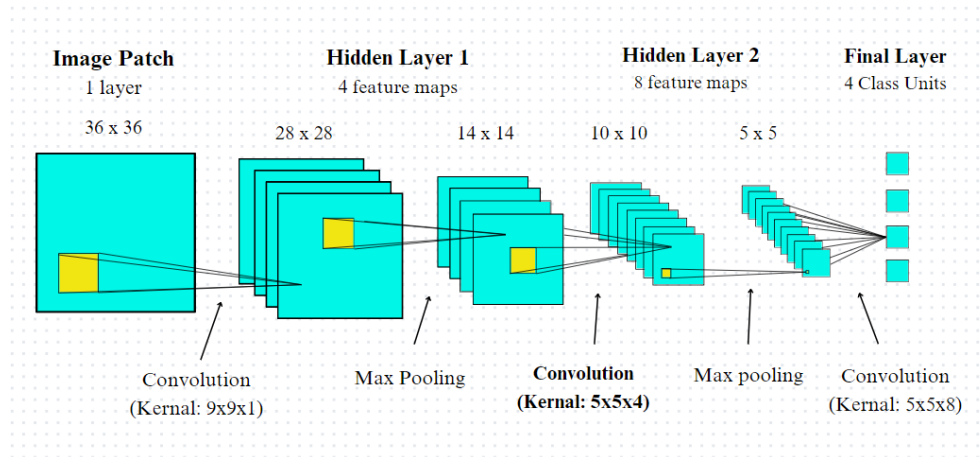 Image Patch
1 layer
36 x 36
Hidden Layer 1
4 feature maps
28 x 28
14 x 14
Hidden Layer 2
8 feature maps
10 x 10
5 x 5
Final Layer
4 Class Units
Convolution
(Kernal: 9x9x1)
Max Pooling
Convolution
(Kernal: 5x5x4)
Max pooling
Convolution
(Kernal: 5x5x8)